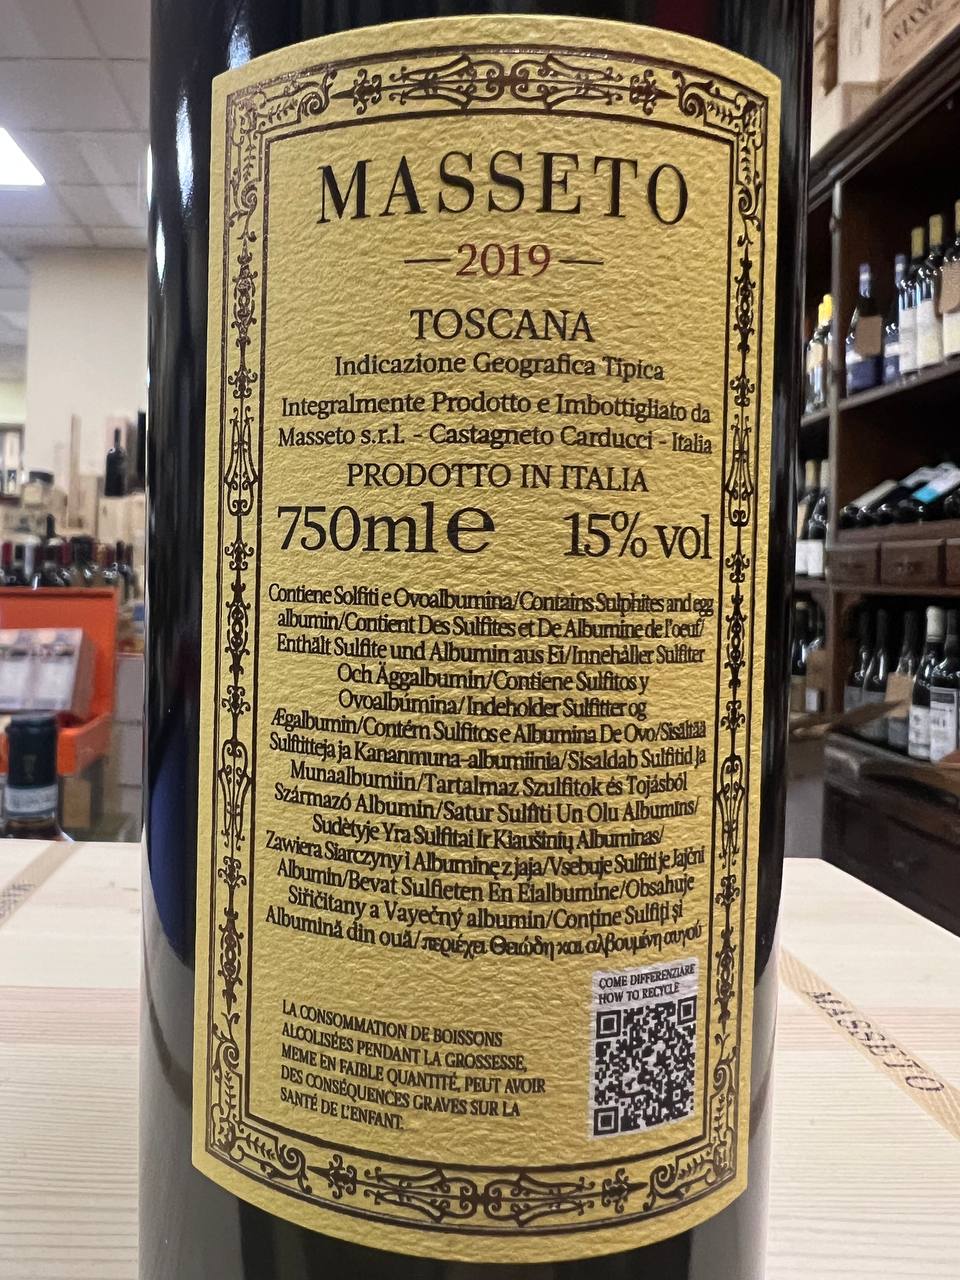 MASSETO
2019
TOSCANA
Indicazione Geografica Tipica
Integralmente Prodotto e Imbottigliato da
Masseto s.r.l. - Castagneto Carducci - Italia
PRODOTTO IN ITALIA
750ml e 15% vol
Contiene Solfiti e Ovoalbumina/Contains Sulphites and egg
albumin/Contient Des Sulfites et De Albumine de l'oeuf/
Enthält Sulfite und Albumin aus Ei/Innehåller Sulfiter
Och Äggalbumin/Contiene Sulfitos y
Ovoalbúmina/Indeholder Sulfitter og
Ægalbumin/Contém Sulfitos e Albumina De Ovo/Sisältää
Sulfiitteja ja Kananmuna-albumiinia/Sisaldab Sulfitid ja
Munaalbumiin/Tartalmaz Szulfitok és Tojásból
Származó Albumin/Satur Sulfiti Un Olu Albumins/
Sudėtyje Yra Sulfitai Ir Kiaušinių Albuminas/
Zawiera Siarczyny i Albuminę z jaja/Vsebuje Sulfiti je Jajčni
Albumin/Bevat Sulfieten En Eialbumine/Obsahuje
Siřičitany a Vayečný albumin/Conţine Sulfiţi şi
Albumină din ouă/περιέχει Θειώδη και αλβουμίνη αυγού
COME DIFFERENZIARE
HOW TO RECYCLE
LA CONSOMMATION DE BOISSONS
ALCOLISÉES PENDANT LA GROSSESSE,
MEME EN FAIBLE QUANTITÉ, PEUT AVOIR
DES CONSÉQUENCES GRAVES SUR LA
SANTÉ DE L'ENFANT.
MASSETO